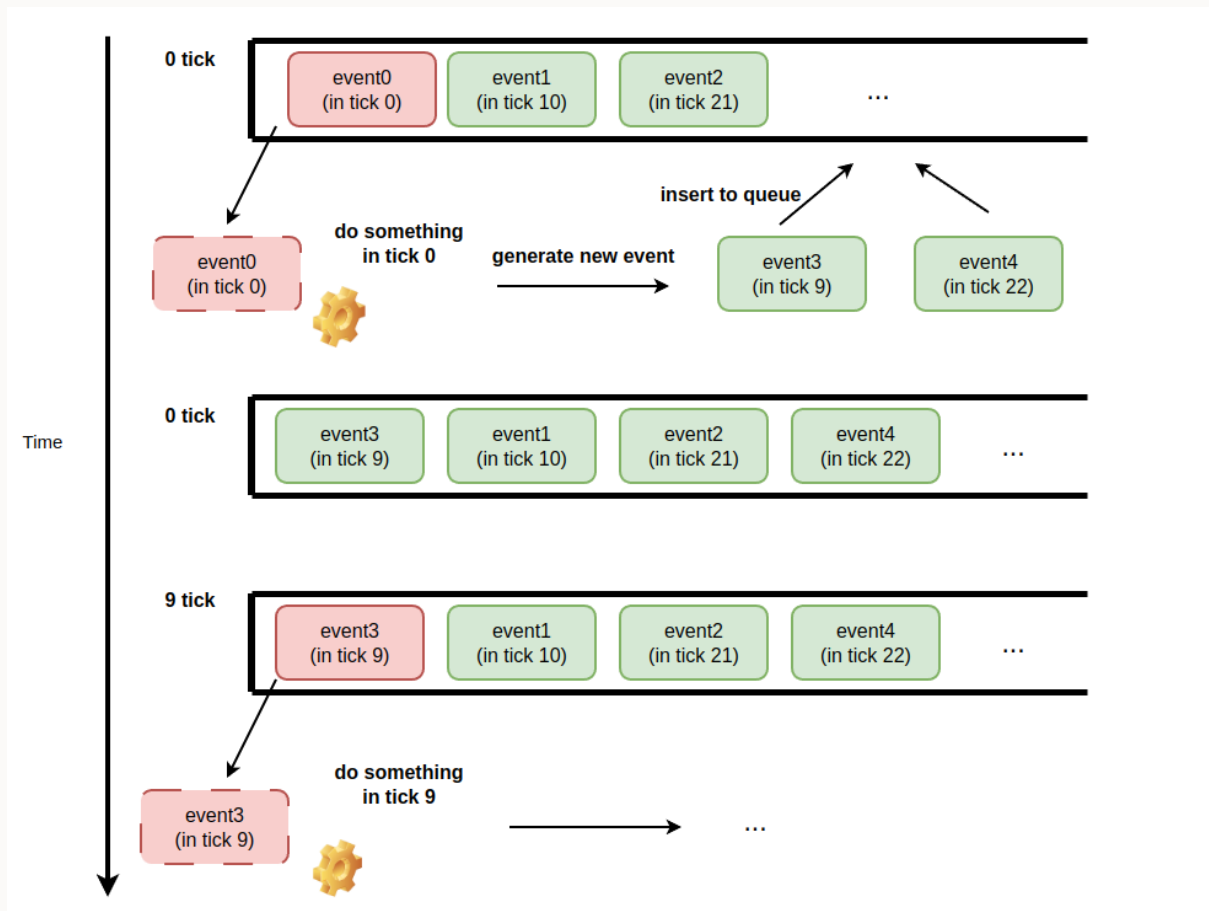 0 tick
event0
(in tick 0)
event1
(in tick 10)
event2
(in tick 21)
...
insert to queue
event0
(in tick 0)
do something
in tick 0
generate new event
event3
(in tick 9)
event4
(in tick 22)
Time
0 tick
event3
(in tick 9)
event1
(in tick 10)
event2
(in tick 21)
event4
(in tick 22)
...
9 tick
event3
(in tick 9)
event1
(in tick 10)
event2
(in tick 21)
event4
(in tick 22)
...
event3
(in tick 9)
do something
in tick 9
...